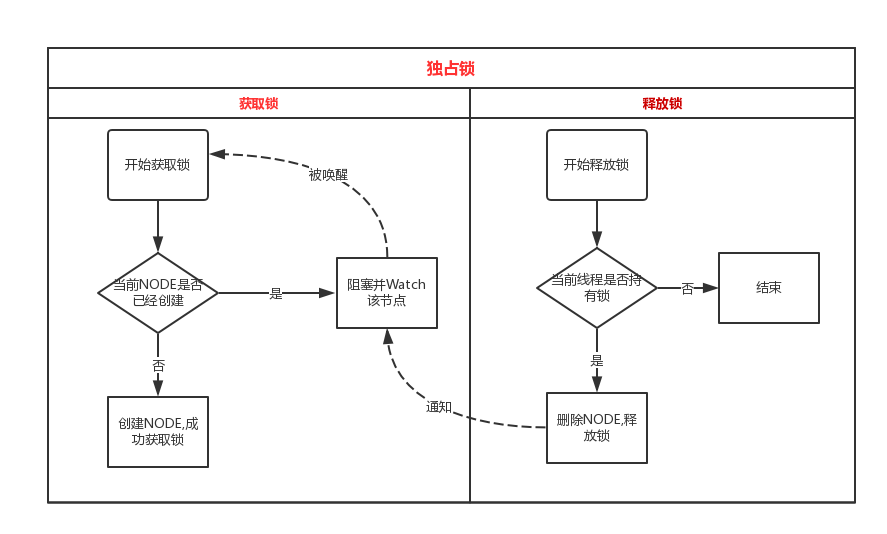 独占锁
获取锁
释放锁
开始获取锁
被唤醒
当前NODE是否
已经创建
是
阻塞并Watch
该节点
否
创建NODE,成
功获取锁
通知
开始释放锁
当前线程是否持
有锁
否
结束
是
删除NODE,释
放锁